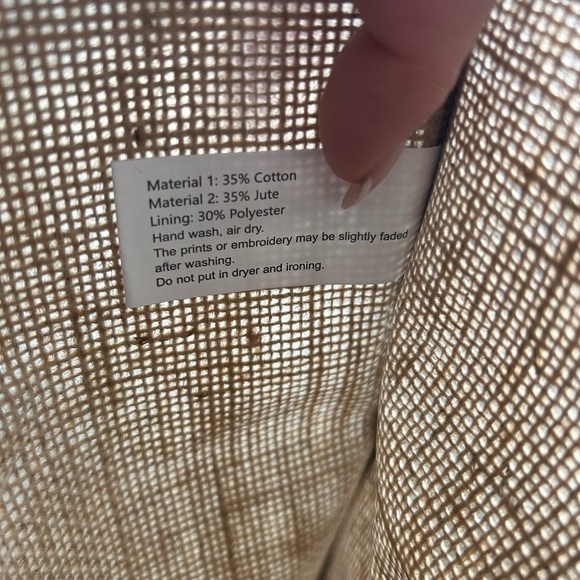 Material 1: 35% Cotton
Material 2: 35% Jute
Lining: 30% Polyester
Hand wash, air dry.
The prints or embroidery may be slightly faded
after washing.
Do not put in dryer and ironing.